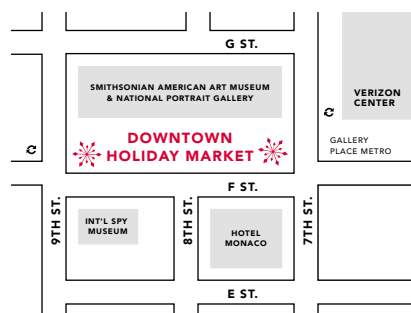 G ST.
SMITHSONIAN AMERICAN ART MUSEUM
& NATIONAL PORTRAIT GALLERY
VERIZON
CENTER
DOWNTOWN
HOLIDAY MARKET
GALLERY
PLACE METRO
F ST.
9TH ST.
INT'L SPY
MUSEUM
8TH ST.
HOTEL
MONACO
7TH ST.
E ST.